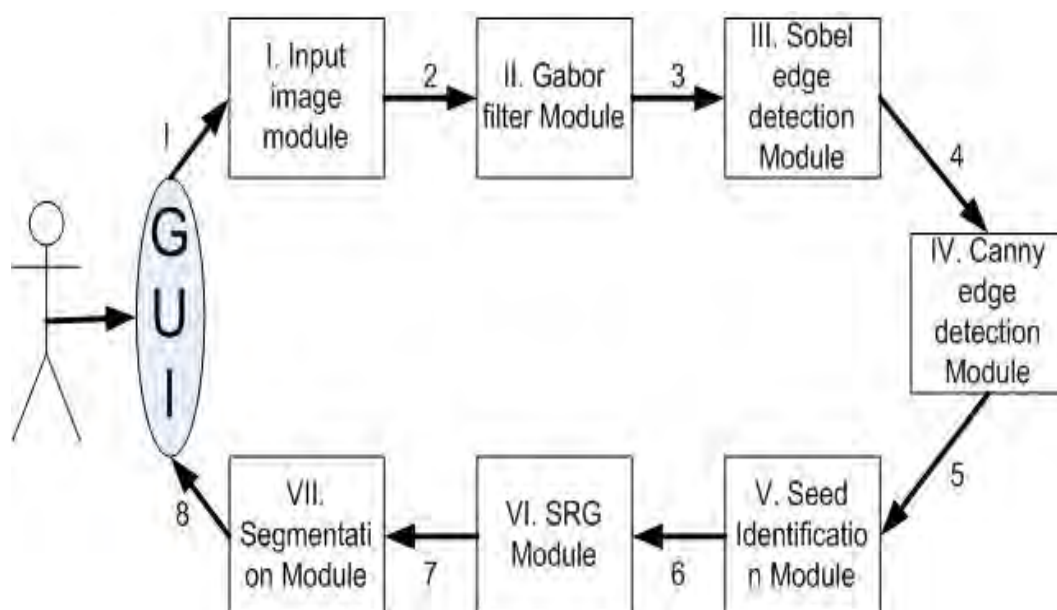 I. Input
image
module
2
II. Gabor
filter Module
3
III. Sobel
edge
detection
Module
4
IV. Canny
edge
detection
Module
5
V. Seed
Identificatio
n Module
6
VI. SRG
Module
7
VII.
Segmentati
on Module
8
I
G
U
I